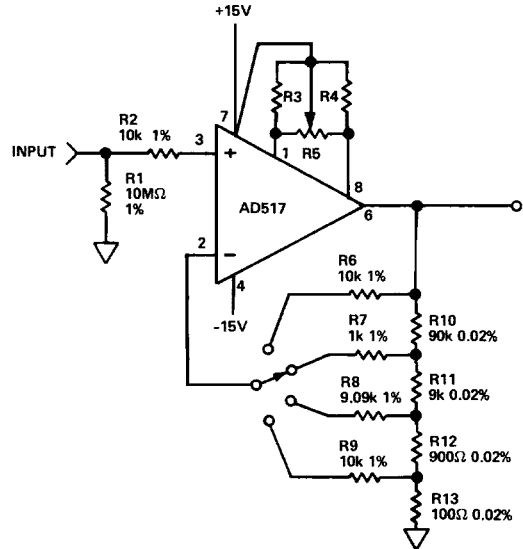 +15V
R3
R4
R2
10k 1%
7
INPUT
3
+
1
R5
R1
10MΩ
1%
8
AD517
6
2
−
4
-15V
R6
10k 1%
R7
1k 1%
R10
90k 0.02%
R8
9.09k 1%
R11
9k 0.02%
R9
10k 1%
R12
900Ω 0.02%
R13
100Ω 0.02%